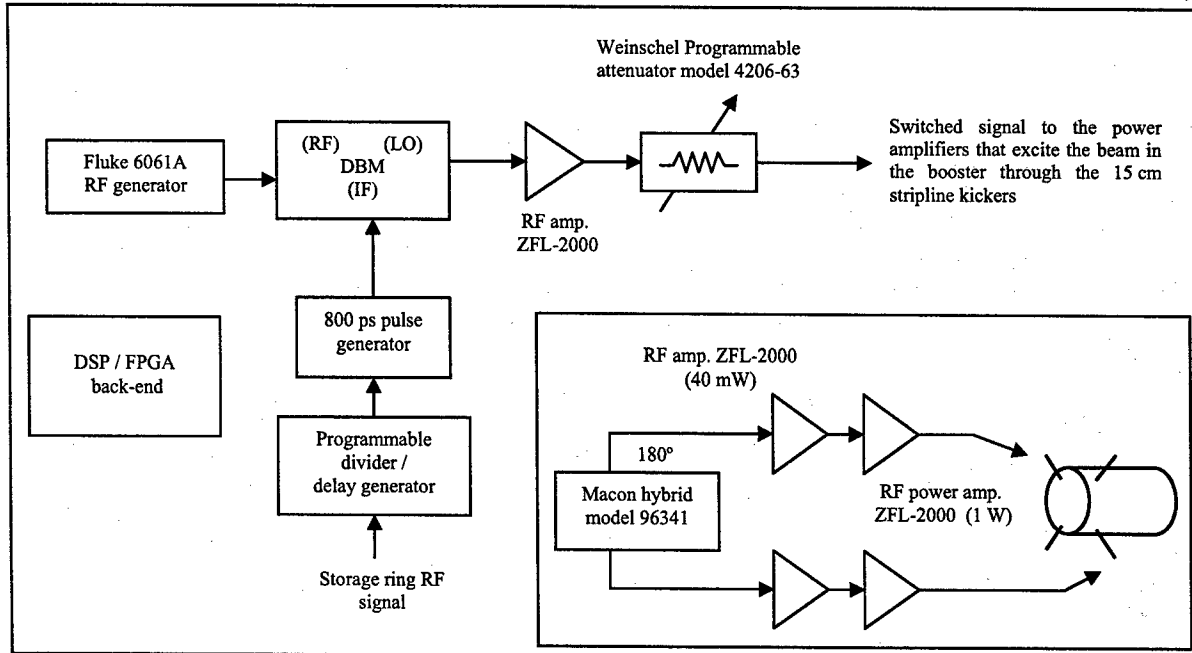 Weinschel Programmable
attenuator model 4206-63
Fluke 6061A
RF generator
(RF) (LO)
DBM
(IF)
RF amp.
ZFL-2000
Switched signal to the power
amplifiers that excite the beam in
the booster through the 15 cm
stripline kickers
800 ps pulse
generator
DSP / FPGA
back-end
Programmable
divider /
delay generator
Storage ring RF
signal
RF amp. ZFL-2000
(40 mW)
180º
Macon hybrid
model 96341
RF power amp.
ZFL-2000 (1 W)